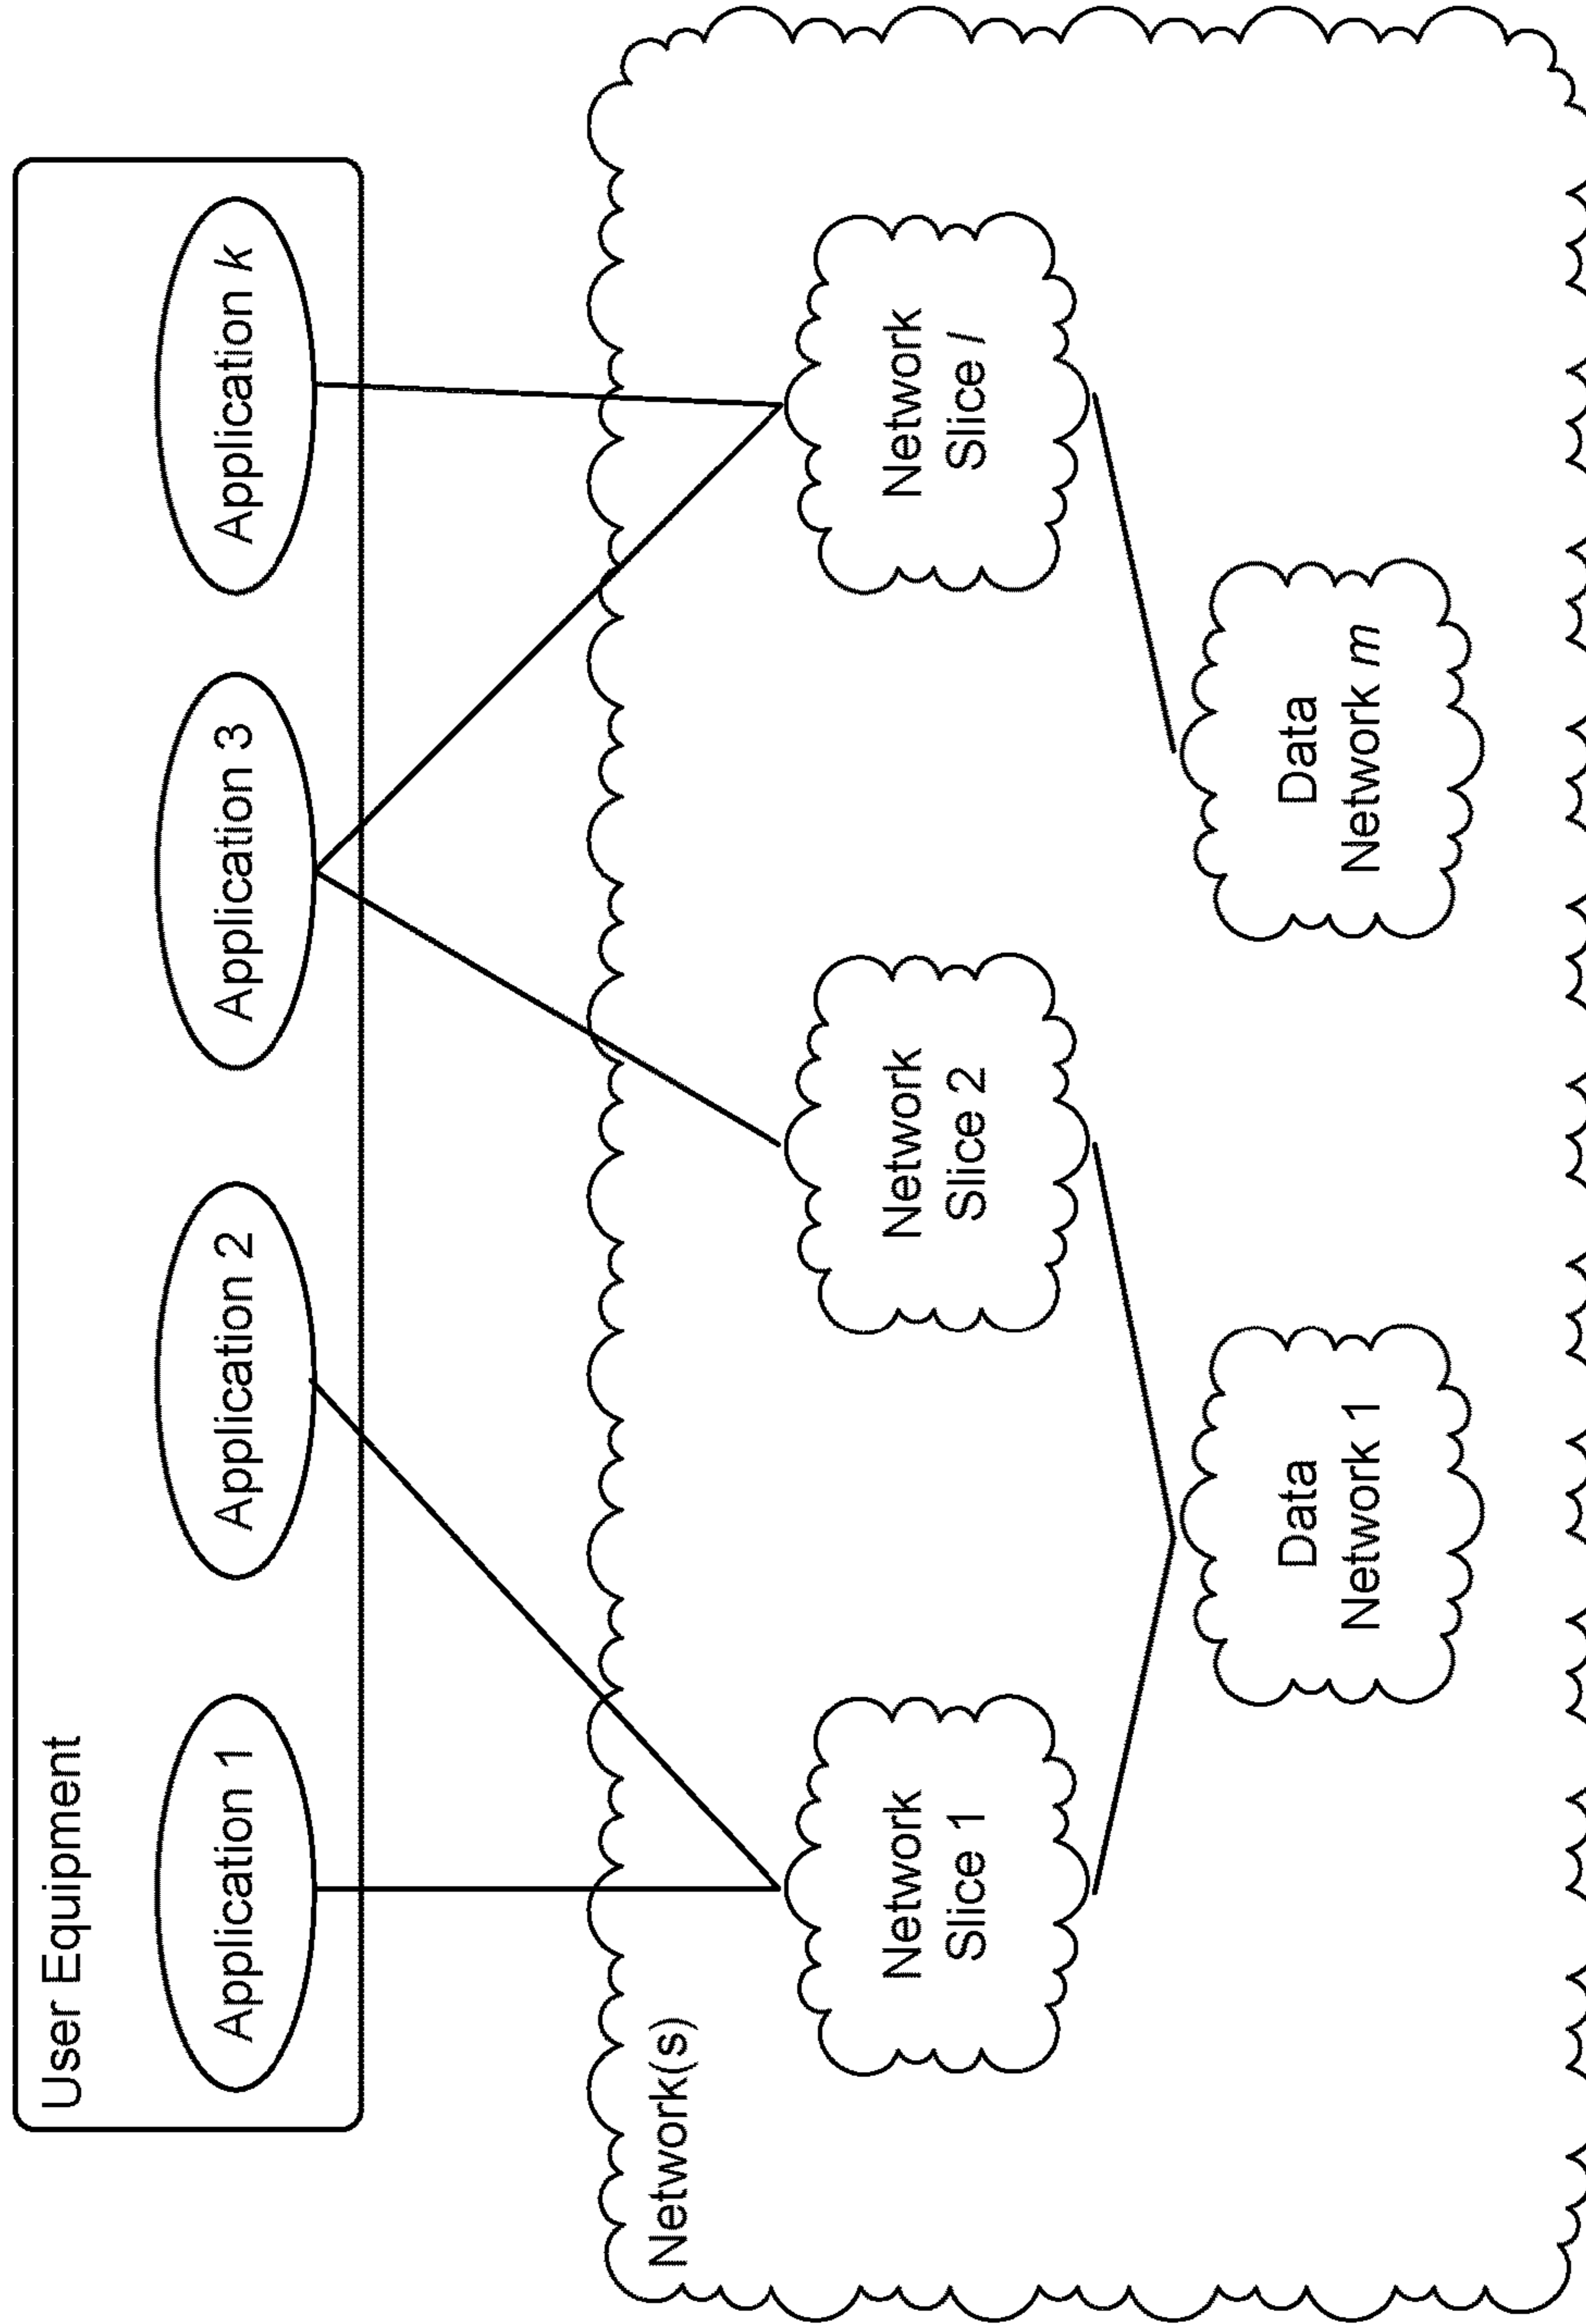 User Equipment
Application 1
Application 2
Application 3
Application k
Network(s)
Network
Slice 1
Network
Slice 2
Network
Slice l
Data
Network 1
Data
Network m